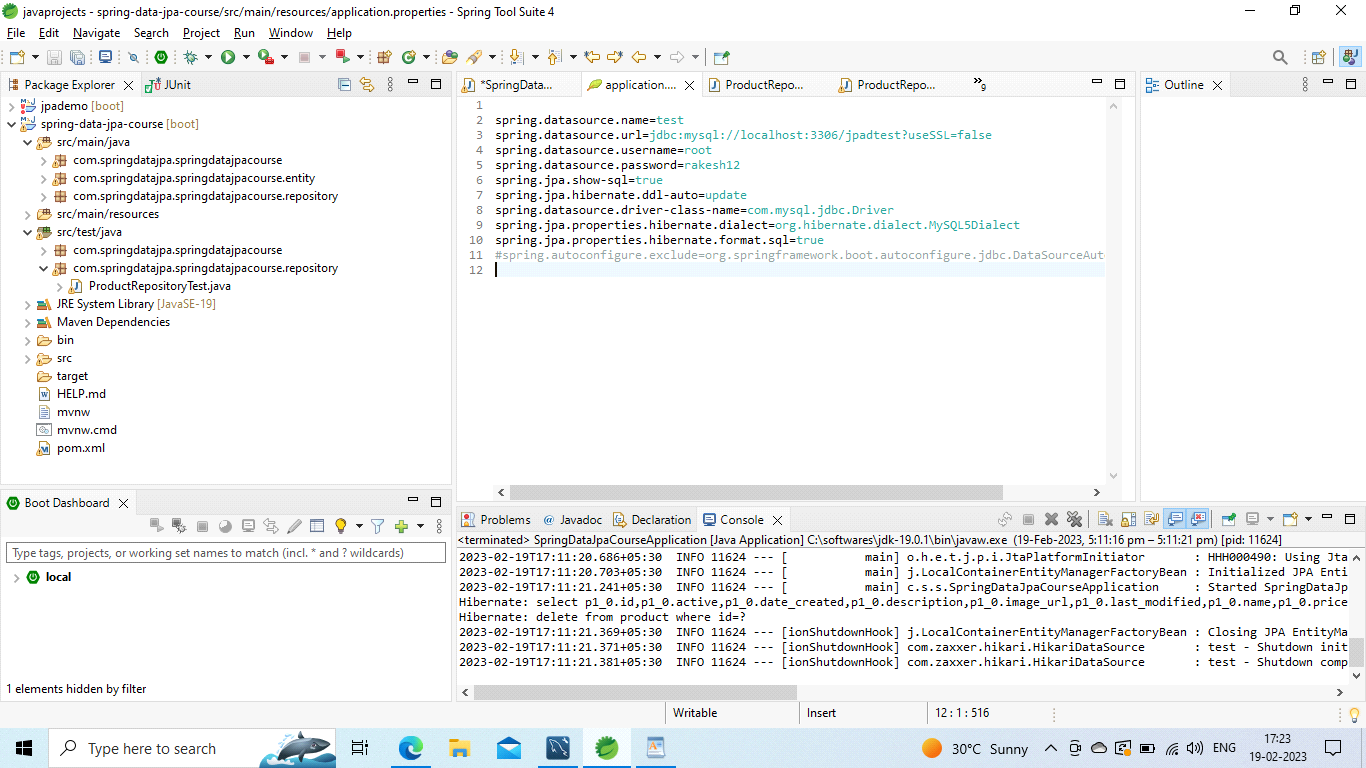 javaprojects - spring-data-jpa-course/src/main/resources/application.properties - Spring Tool Suite 4
File Edit Navigate Search Project Run Window Help
Package Explorer JUnit
jpademo [boot]
spring-data-jpa-course [boot]
src/main/java
com.springdatajpa.springdatajpacourse
com.springdatajpa.springdatajpacourse.entity
com.springdatajpa.springdatajpacourse.repository
src/main/resources
src/test/java
com.springdatajpa.springdatajpacourse
com.springdatajpa.springdatajpacourse.repository
ProductRepositoryTest.java
JRE System Library [JavaSE-19]
Maven Dependencies
bin
src
target
HELP.md
mvnw
mvnw.cmd
pom.xml
Boot Dashboard
Type tags, projects, or working set names to match (incl. * and ? wildcards)
local
1 elements hidden by filter
*SpringData... application.... ProductRepo... ProductRepo... »9
1
2 spring.datasource.name=test
3 spring.datasource.url=jdbc:mysql://localhost:3306/jpadtest?useSSL=false
4 spring.datasource.username=root
5 spring.datasource.password=rakesh12
6 spring.jpa.show-sql=true
7 spring.jpa.hibernate.ddl-auto=update
8 spring.datasource.driver-class-name=com.mysql.jdbc.Driver
9 spring.jpa.properties.hibernate.dialect=org.hibernate.dialect.MySQL5Dialect
10 spring.jpa.properties.hibernate.format.sql=true
11 #spring.autoconfigure.exclude=org.springframework.boot.autoconfigure.jdbc.DataSourceAut
12
Outline
Problems @ Javadoc Declaration Console
<terminated> SpringDataJpaCourseApplication [Java Application] C:\softwares\jdk-19.0.1\bin\javaw.exe (19-Feb-2023, 5:11:16 pm – 5:11:21 pm) [pid: 11624]
2023-02-19T17:11:20.686+05:30 INFO 11624 --- [ main] o.h.e.t.j.p.i.JtaPlatformInitiator : HHH000490: Using Jta
2023-02-19T17:11:20.703+05:30 INFO 11624 --- [ main] j.LocalContainerEntityManagerFactoryBean : Initialized JPA Enti
2023-02-19T17:11:21.241+05:30 INFO 11624 --- [ main] c.s.s.SpringDataJpaCourseApplication : Started SpringDataJp
Hibernate: select p1_0.id,p1_0.active,p1_0.date_created,p1_0.description,p1_0.image_url,p1_0.last_modified,p1_0.name,p1_0.price
Hibernate: delete from product where id=?
2023-02-19T17:11:21.369+05:30 INFO 11624 --- [ionShutdownHook] j.LocalContainerEntityManagerFactoryBean : Closing JPA EntityMa
2023-02-19T17:11:21.371+05:30 INFO 11624 --- [ionShutdownHook] com.zaxxer.hikari.HikariDataSource : test - Shutdown init
2023-02-19T17:11:21.381+05:30 INFO 11624 --- [ionShutdownHook] com.zaxxer.hikari.HikariDataSource : test - Shutdown comp
Writable Insert 12 : 1 : 516
Type here to search
30°C Sunny ENG
17:23
19-02-2023